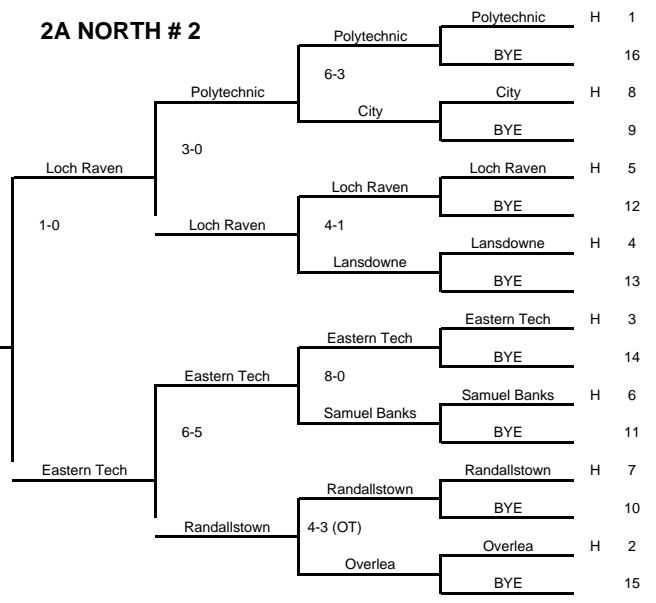 2A NORTH # 2
Polytechnic H 1
BYE 16
City H 8
BYE 9
Loch Raven H 5
BYE 12
Lansdowne H 4
BYE 13
Eastern Tech H 3
BYE 14
Samuel Banks H 6
BYE 11
Randallstown H 7
BYE 10
Overlea H 2
BYE 15
Polytechnic
6-3
City
Loch Raven
4-1
Lansdowne
Eastern Tech
8-0
Samuel Banks
Randallstown
4-3 (OT)
Overlea
Polytechnic
3-0
Loch Raven
Eastern Tech
6-5
Randallstown
Loch Raven
1-0
Eastern Tech